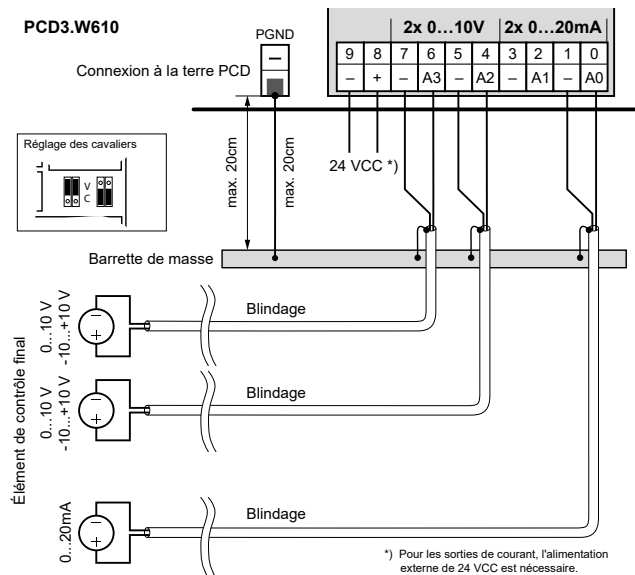 PCD3.W610
PGND
–
Connexion à la terre PCD
2x 0...10V 2x 0...20mA
9 8 7 6 5 4 3 2 1 0
– + – A3 – A2 – A1 – A0
24 VCC *)
max. 20cm
max. 20cm
Réglage des cavaliers
V
C
Barrette de masse
Élément de contrôle final
0...10 V
-10...+10 V
– +
Blindage
0...10 V
-10...+10 V
– +
Blindage
0...20mA
– +
Blindage
*) Pour les sorties de courant, l'alimentation
externe de 24 VCC est nécessaire.